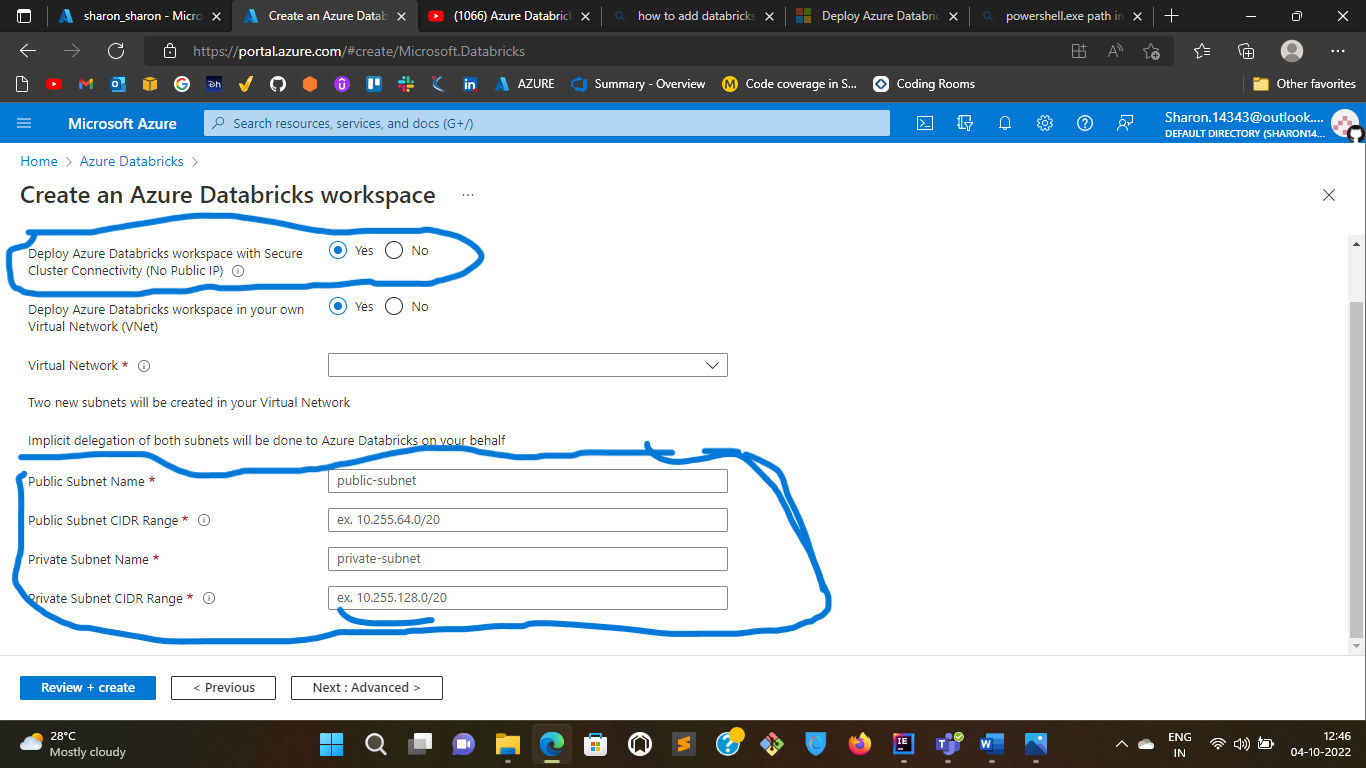 sharon_sharon - Micro
Create an Azure Datab
(1066) Azure Databrick
how to add databricks
Deploy Azure Databric
powershell.exe path in
https://portal.azure.com/#create/Microsoft.Databricks
AZURE
Summary - Overview
Code coverage in S...
Coding Rooms
Other favorites
Microsoft Azure
Search resources, services, and docs (G+/)
Sharon.14343@outlook....
DEFAULT DIRECTORY (SHARON14...
Home > Azure Databricks >
Create an Azure Databricks workspace ...
Deploy Azure Databricks workspace with Secure
Cluster Connectivity (No Public IP)
Yes No
Deploy Azure Databricks workspace in your own
Virtual Network (VNet)
Yes No
Virtual Network *
Two new subnets will be created in your Virtual Network
Implicit delegation of both subnets will be done to Azure Databricks on your behalf
Public Subnet Name * public-subnet
Public Subnet CIDR Range * ex. 10.255.64.0/20
Private Subnet Name * private-subnet
Private Subnet CIDR Range * ex. 10.255.128.0/20
Review + create
< Previous
Next : Advanced >
28°C
Mostly cloudy
ENG
IN
12:46
04-10-2022